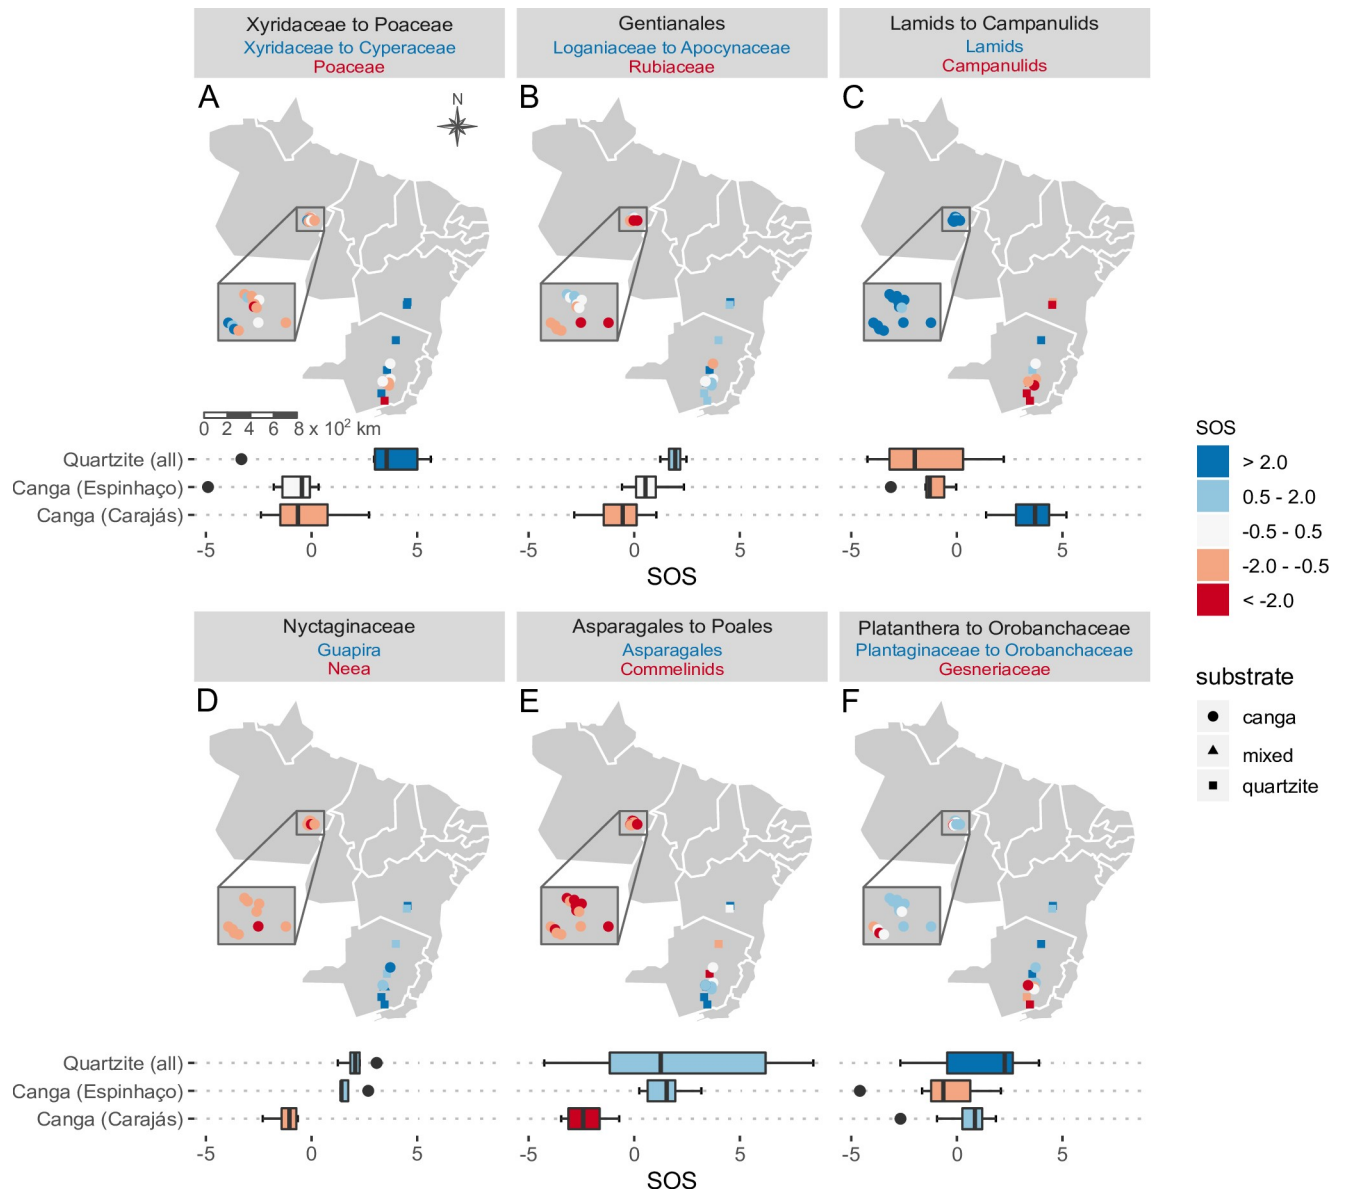 Xyridaceae to Poaceae
Xyridaceae to Cyperaceae
Poaceae
Gentianales
Loganiaceae to Apocynaceae
Rubiaceae
Lamids to Campanulids
Lamids
Campanulids
A
B
C
N
0 2 4 6 8 x 10² km
Quartzite (all)
Canga (Espinhaço)
Canga (Carajás)
-5 0 5
-5 0 5
-5 0 5
SOS
SOS
> 2.0
0.5 - 2.0
-0.5 - 0.5
-2.0 - -0.5
< -2.0
substrate
canga
mixed
quartzite
Nyctaginaceae
Guapira
Neea
Asparagales to Poales
Asparagales
Commelinids
Platanthera to Orobanchaceae
Plantaginaceae to Orobanchaceae
Gesneriaceae
D
E
F
Quartzite (all)
Canga (Espinhaço)
Canga (Carajás)
-5 0 5
-5 0 5
-5 0 5
SOS